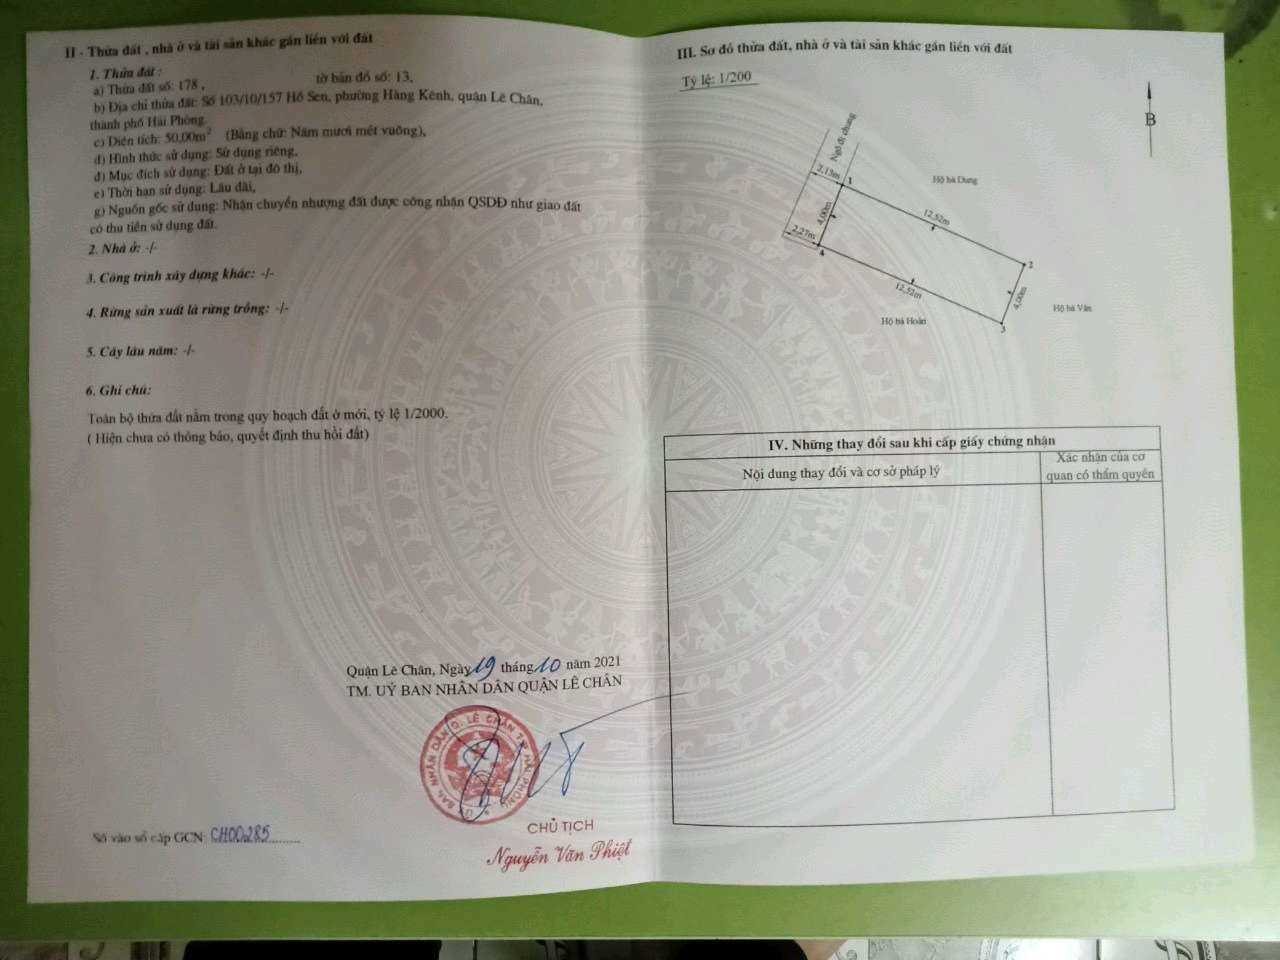 II - Thửa đất , nhà ở và tài sản khác gắn liền với đất
1. Thửa đất :
a) Thửa đất số: 178 , tờ bản đồ số: 13,
b) Địa chỉ thửa đất: Số 103/10/157 Hồ Sen, phường Hàng Kênh, quận Lê Chân,
thành phố Hải Phòng.
c) Diện tích: 50,00m² (Bằng chữ: Năm mươi mét vuông),
d) Hình thức sử dụng: Sử dụng riêng,
đ) Mục đích sử dụng: Đất ở tại đô thị,
e) Thời hạn sử dụng: Lâu dài,
g) Nguồn gốc sử dụng: Nhận chuyển nhượng đất được công nhận QSDĐ như giao đất
có thu tiền sử dụng đất.
2. Nhà ở: -/-
3. Công trình xây dựng khác: -/-
4. Rừng sản xuất là rừng trồng: -/-
5. Cây lâu năm: -/-
6. Ghi chú:
Toàn bộ thửa đất nằm trong quy hoạch đất ở mới, tỷ lệ 1/2000.
( Hiện chưa có thông báo, quyết định thu hồi đất)
Quận Lê Chân, Ngày 19 tháng 10 năm 2021
TM. UỶ BAN NHÂN DÂN QUẬN LÊ CHÂN
ỦY BAN NHÂN DÂN Q. LÊ CHÂN T.P HẢI PHÒNG
CHỦ TỊCH
Nguyễn Văn Phiệt
Số vào sổ cấp GCN: CH00285
III. Sơ đồ thửa đất, nhà ở và tài sản khác gắn liền với đất
Tỷ lệ: 1/200
B
Ngõ đi chung
2,13m
1
Hộ bà Dung
4,00m
12,52m
2,27m
4
2
12,52m
4,00m
Hộ bà Vân
Hộ bà Hoàn
3
IV. Những thay đổi sau khi cấp giấy chứng nhận
Nội dung thay đổi và cơ sở pháp lý
Xác nhận của cơ
quan có thẩm quyền